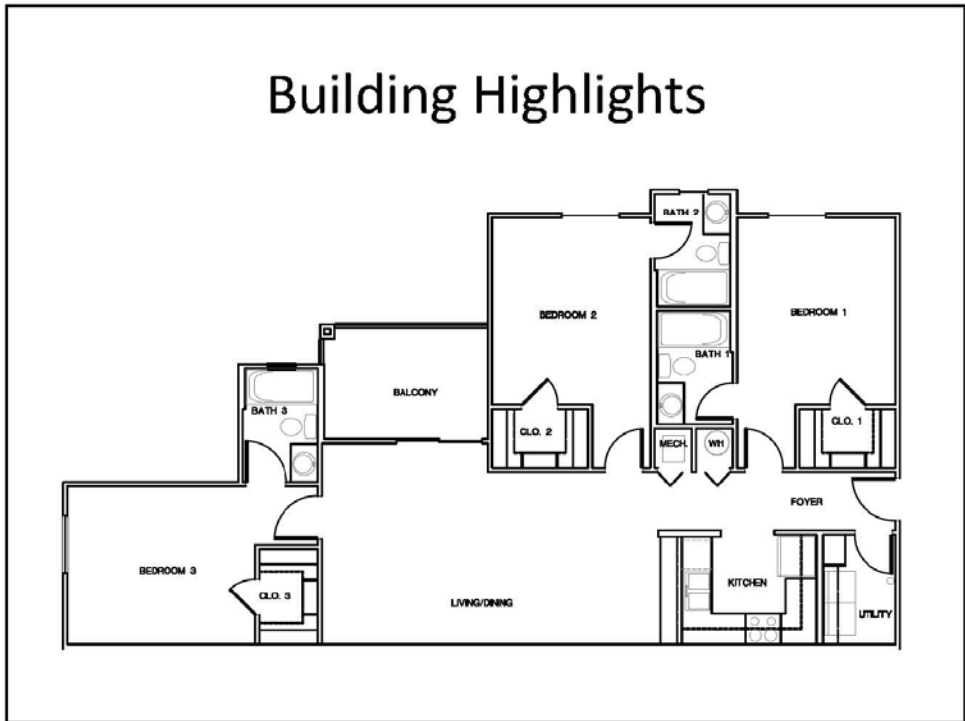 Building Highlights
BATH 2
BEDROOM 2
BEDROOM 1
BATH 1
BALCONY
BATH 3
CLO. 2
CLO. 1
MECH.
WH
FOYER
BEDROOM 3
CLO. 3
LIVING/DINING
KITCHEN
UTILITY